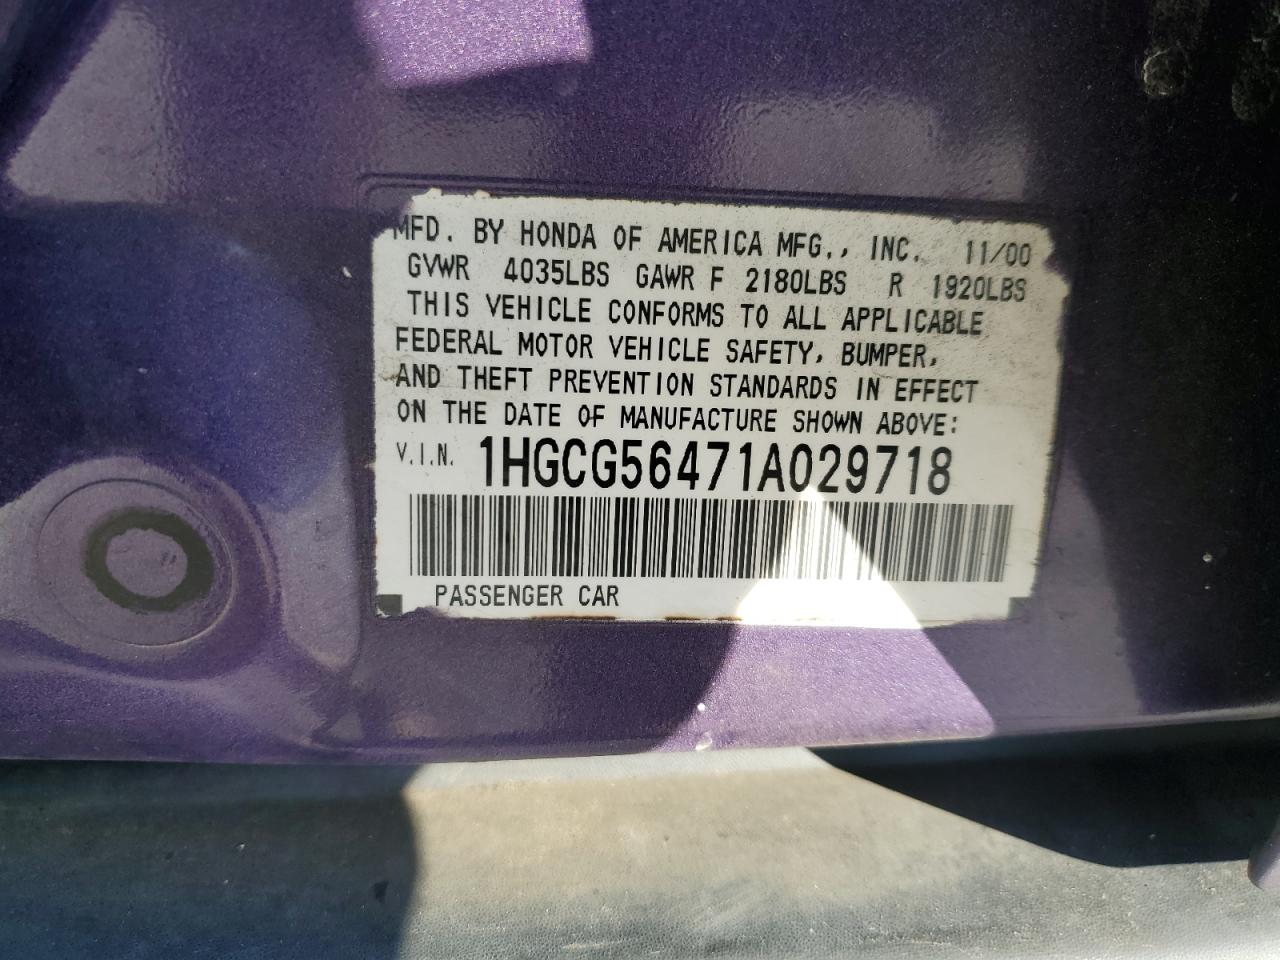 MFD. BY HONDA OF AMERICA MFG., INC. 11/00
GVWR 4035LBS GAWR F 2180LBS R 1920LBS
THIS VEHICLE CONFORMS TO ALL APPLICABLE
FEDERAL MOTOR VEHICLE SAFETY, BUMPER,
AND THEFT PREVENTION STANDARDS IN EFFECT
ON THE DATE OF MANUFACTURE SHOWN ABOVE:
V.I.N. 1HGCG56471A029718
PASSENGER CAR